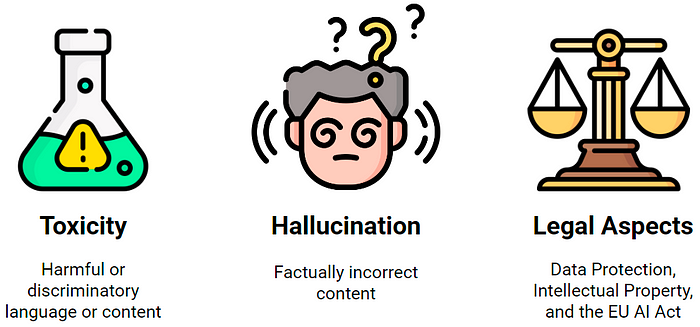 Toxicity
Harmful or
discriminatory
language or content
Hallucination
Factually incorrect
content
Legal Aspects
Data Protection,
Intellectual Property,
and the EU AI Act